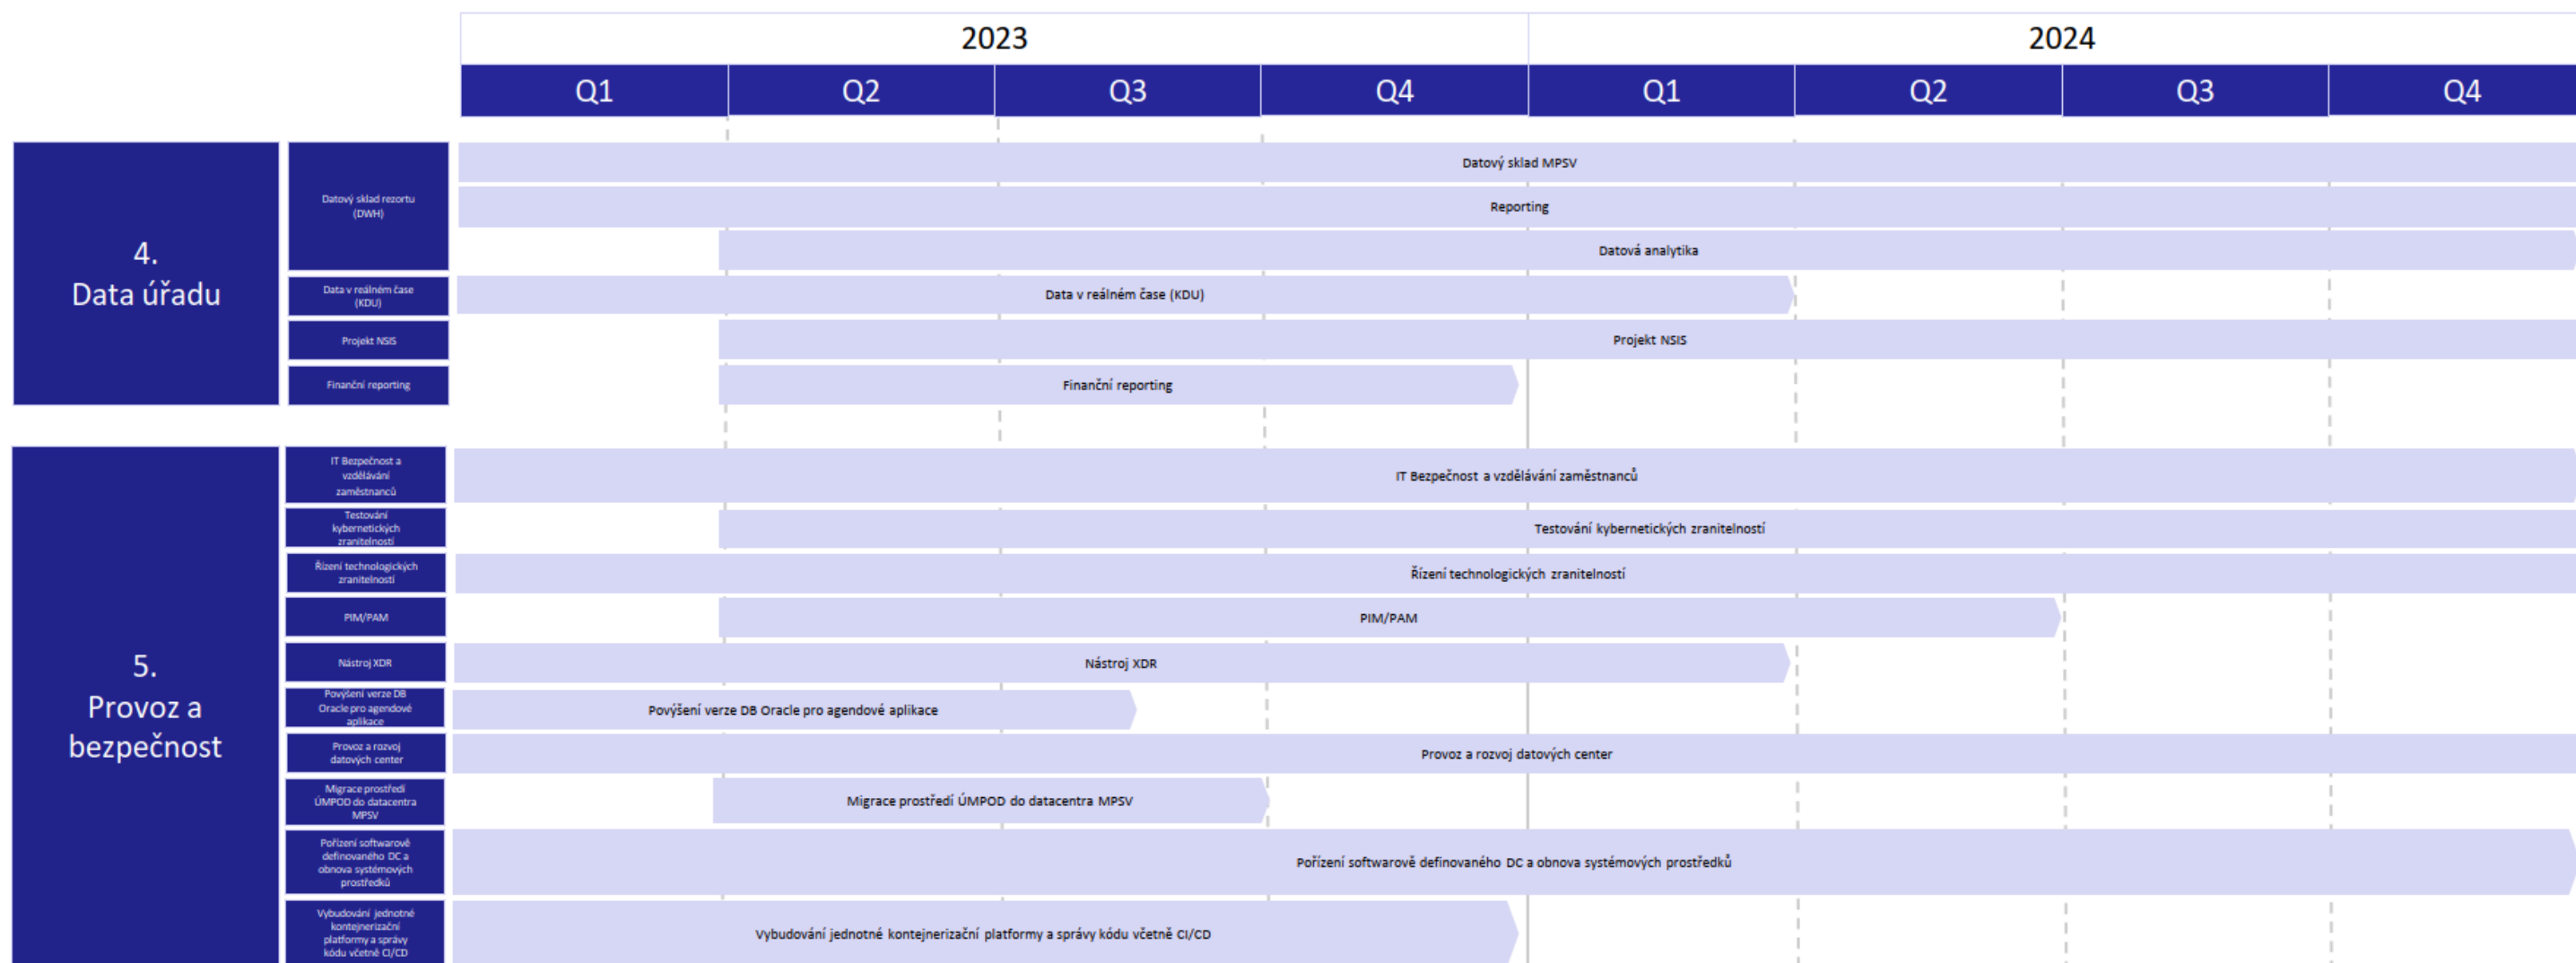 2023
2024
Q1
Q2
Q3
Q4
Q1
Q2
Q3
Q4
4.
Data úřadu
Datový sklad rezortu
(DWH)
Datový sklad MPSV
Reporting
Datová analytika
Data v reálném čase
(KDU)
Data v reálném čase (KDU)
Projekt NSIS
Projekt NSIS
Finanční reporting
Finanční reporting
5.
Provoz a
bezpečnost
IT Bezpečnost a
vzdělávání
zaměstnanců
IT Bezpečnost a vzdělávání zaměstnanců
Testování
kybernetických
zranitelností
Testování kybernetických zranitelností
Řízení technologických
zranitelností
Řízení technologických zranitelností
PIM/PAM
PIM/PAM
Nástroj XDR
Nástroj XDR
Povýšení verze DB
Oracle pro agendové
aplikace
Povýšení verze DB Oracle pro agendové aplikace
Provoz a rozvoj
datových center
Provoz a rozvoj datových center
Migrace prostředí
ÚMPOD do datacentra
MPSV
Migrace prostředí ÚMPOD do datacentra MPSV
Pořízení softwarově
definovaného DC a
obnova systémových
prostředků
Pořízení softwarově definovaného DC a obnova systémových prostředků
Vybudování jednotné
kontejnerizační
platformy a správy
kódu včetně CI/CD
Vybudování jednotné kontejnerizační platformy a správy kódu včetně CI/CD